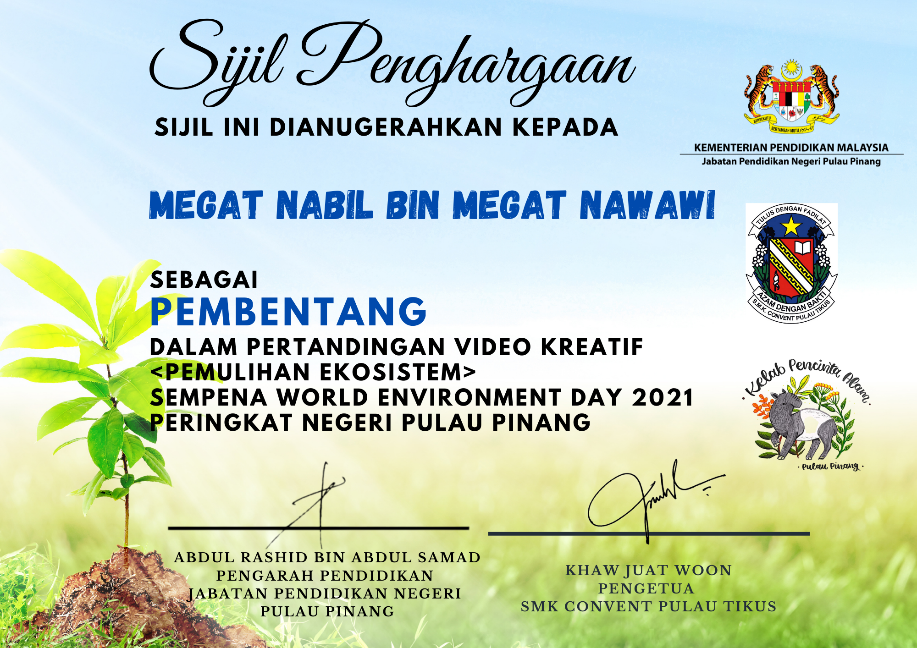 Sijil Penghargaan
SIJIL INI DIANUGERAHKAN KEPADA
KEMENTERIAN PENDIDIKAN MALAYSIA
Jabatan Pendidikan Negeri Pulau Pinang
MEGAT NABIL BIN MEGAT NAWAWI
TULUS DENGAN FADILAT
AZAM DENGAN BAKTI
S.M.K. CONVENT PULAU TIKUS
SEBAGAI
PEMBENTANG
DALAM PERTANDINGAN VIDEO KREATIF
<PEMULIHAN EKOSISTEM>
SEMPENA WORLD ENVIRONMENT DAY 2021
PERINGKAT NEGERI PULAU PINANG
Kelab Pencinta Alam
Pulau Pinang
ABDUL RASHID BIN ABDUL SAMAD
PENGARAH PENDIDIKAN
JABATAN PENDIDIKAN NEGERI
PULAU PINANG
KHAW JUAT WOON
PENGETUA
SMK CONVENT PULAU TIKUS